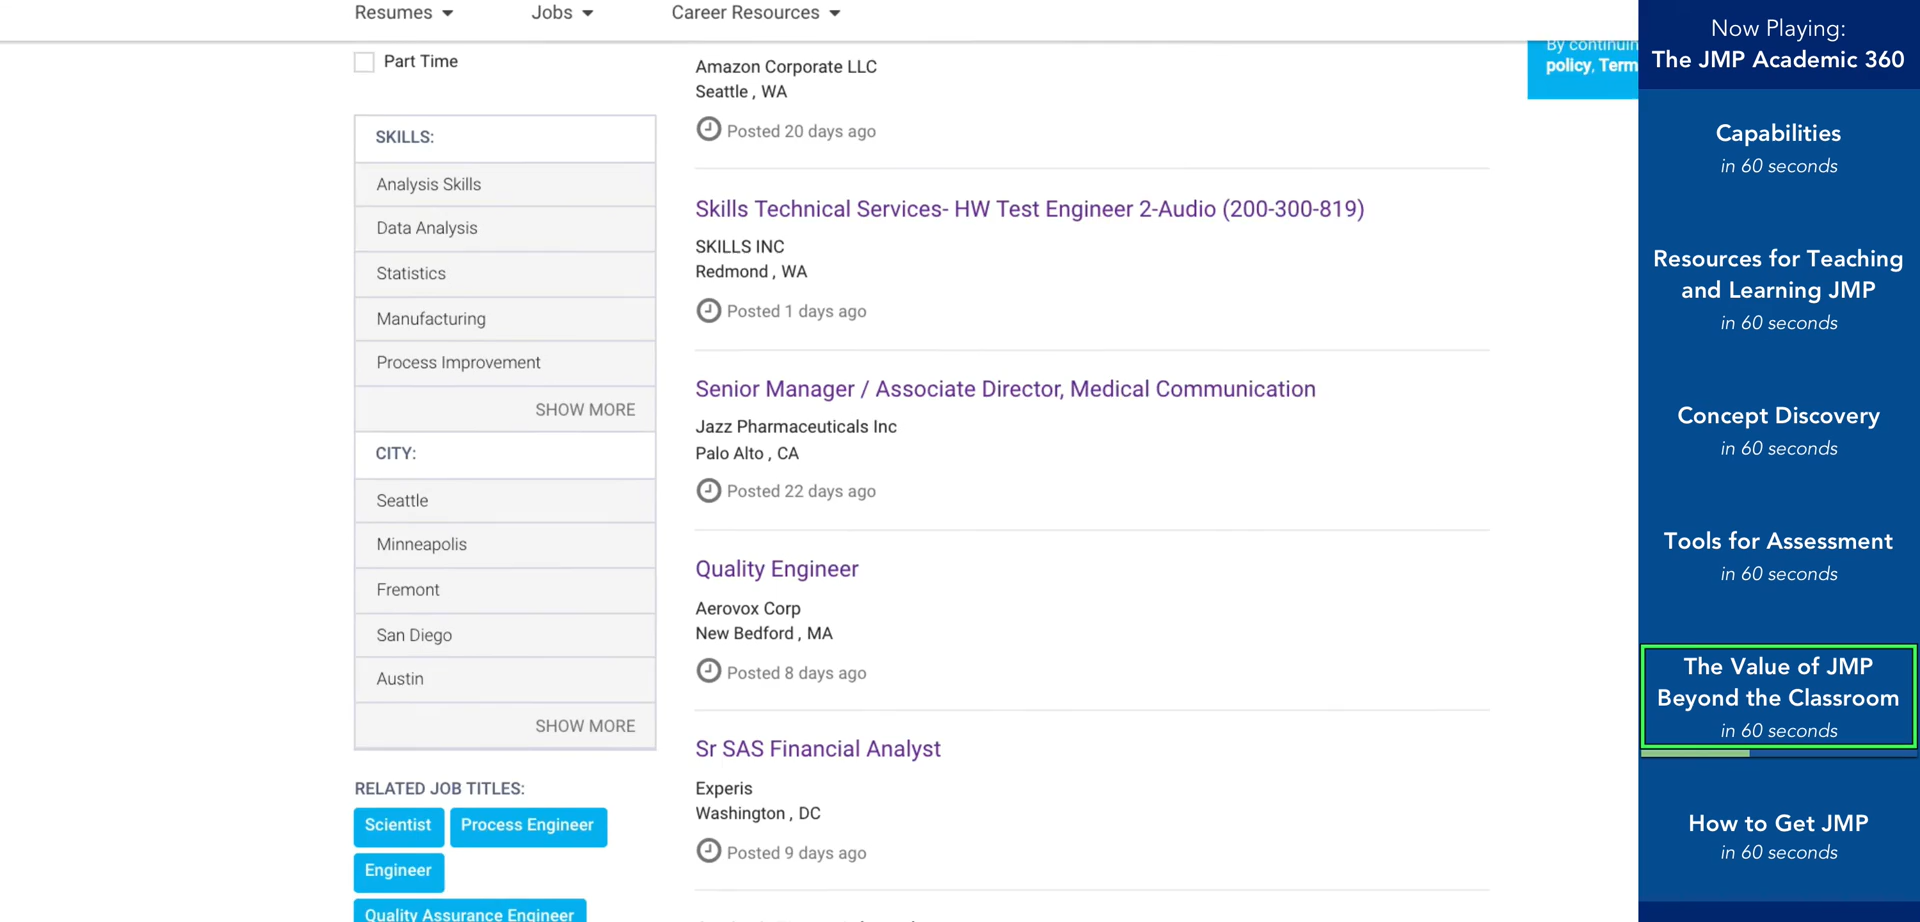 Resumes
Jobs
Career Resources
Part Time
SKILLS:
Analysis Skills
Data Analysis
Statistics
Manufacturing
Process Improvement
SHOW MORE
CITY:
Seattle
Minneapolis
Fremont
San Diego
Austin
SHOW MORE
RELATED JOB TITLES:
Scientist
Process Engineer
Engineer
Quality Assurance Engineer
Amazon Corporate LLC
Seattle , WA
Posted 20 days ago
Skills Technical Services- HW Test Engineer 2-Audio (200-300-819)
SKILLS INC
Redmond , WA
Posted 1 days ago
Senior Manager / Associate Director, Medical Communication
Jazz Pharmaceuticals Inc
Palo Alto , CA
Posted 22 days ago
Quality Engineer
Aerovox Corp
New Bedford , MA
Posted 8 days ago
Sr SAS Financial Analyst
Experis
Washington , DC
Posted 9 days ago
By continuin
policy, Term
Now Playing:
The JMP Academic 360
Capabilities
in 60 seconds
Resources for Teaching
and Learning JMP
in 60 seconds
Concept Discovery
in 60 seconds
Tools for Assessment
in 60 seconds
The Value of JMP
Beyond the Classroom
in 60 seconds
How to Get JMP
in 60 seconds